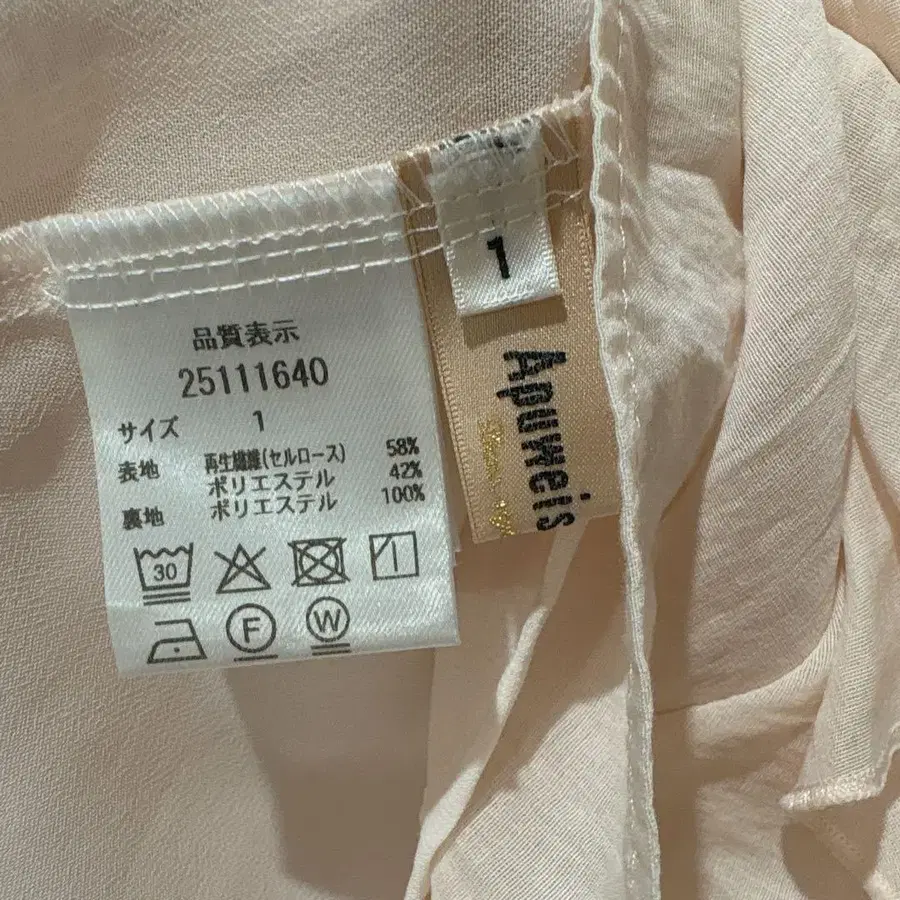 品質表示
25111640
サイズ 1
表地 再生繊維(セルロース) 58%
ポリエステル 42%
裏地 ポリエステル 100%
30
F
W
1
Apuweis